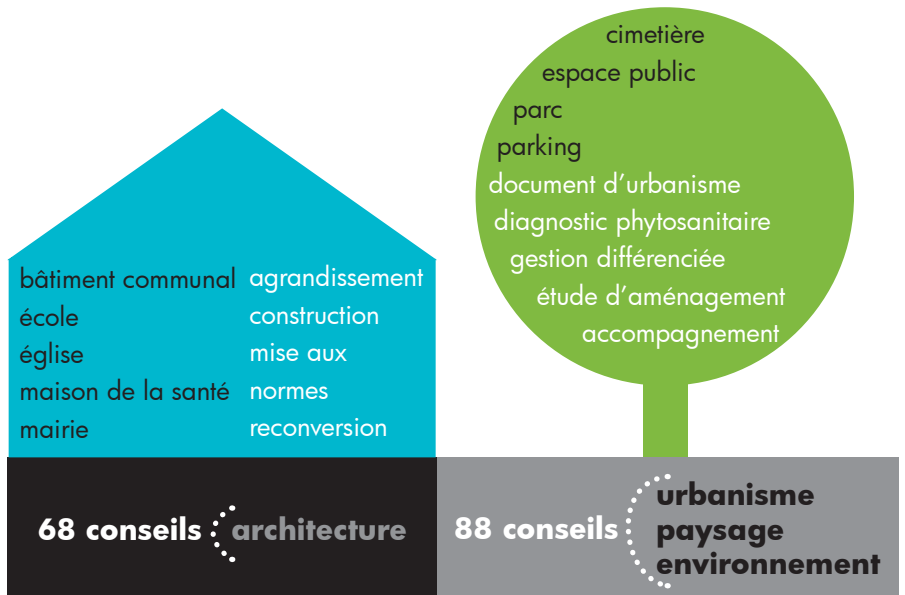 cimetière
espace public
parc
parking
document d'urbanisme
diagnostic phytosanitaire
gestion différenciée
étude d'aménagement
accompagnement
bâtiment communal
école
église
maison de la santé
mairie
agrandissement
construction
mise aux
normes
reconversion
68 conseils
architecture
88 conseils
urbanisme
paysage
environnement